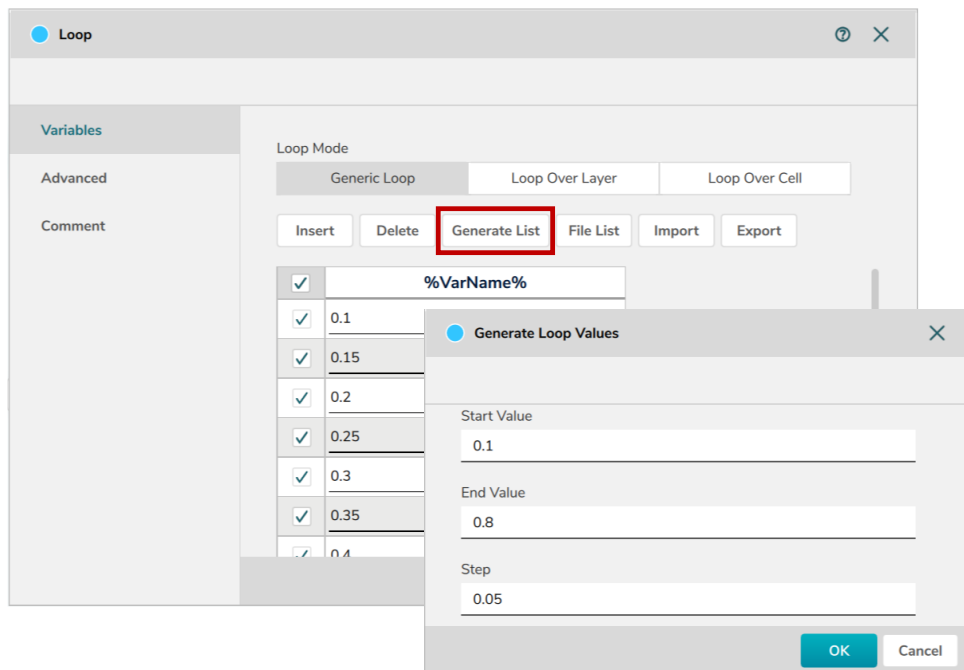 Loop
Variables
Advanced
Comment
Loop Mode
Generic Loop Loop Over Layer Loop Over Cell
Insert Delete Generate List File List Import Export
%VarName%
0.1
0.15
0.2
0.25
0.3
0.35
0.4
Generate Loop Values
Start Value
0.1
End Value
0.8
Step
0.05
OK Cancel